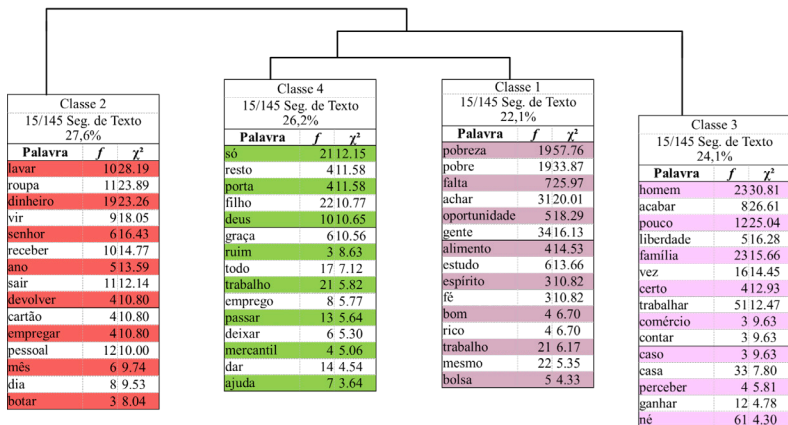 Classe 2
15/145 Seg. de Texto
27,6%
Palavra f χ²
lavar 10 28.19
roupa 11 23.89
dinheiro 19 23.26
vir 9 18.05
senhor 6 16.43
receber 10 14.77
ano 5 13.59
sair 11 12.14
devolver 4 10.80
cartão 4 10.80
empregar 4 10.80
pessoal 12 10.00
mês 6 9.74
dia 8 9.53
botar 3 8.04
Classe 4
15/145 Seg. de Texto
26,2%
Palavra f χ²
só 21 12.15
resto 4 11.58
porta 4 11.58
filho 22 10.77
deus 10 10.65
graça 6 10.56
ruim 3 8.63
todo 17 7.12
trabalho 21 5.82
emprego 8 5.77
passar 13 5.64
deixar 6 5.30
mercantil 4 5.06
dar 14 4.54
ajuda 7 3.64
Classe 1
15/145 Seg. de Texto
22,1%
Palavra f χ²
pobreza 19 57.76
pobre 19 33.87
falta 7 25.97
achar 31 20.01
oportunidade 5 18.29
gente 34 16.13
alimento 4 14.53
estudo 6 13.66
espírito 3 10.82
fé 3 10.82
bom 4 6.70
rico 4 6.70
trabalho 21 6.17
mesmo 22 5.35
bolsa 5 4.33
Classe 3
15/145 Seg. de Texto
24,1%
Palavra f χ²
homem 23 30.81
acabar 8 26.61
pouco 12 25.04
liberdade 5 16.28
família 23 15.66
vez 16 14.45
certo 4 12.93
trabalhar 51 12.47
comércio 3 9.63
contar 3 9.63
caso 3 9.63
casa 33 7.80
perceber 4 5.81
ganhar 12 4.78
né 61 4.30